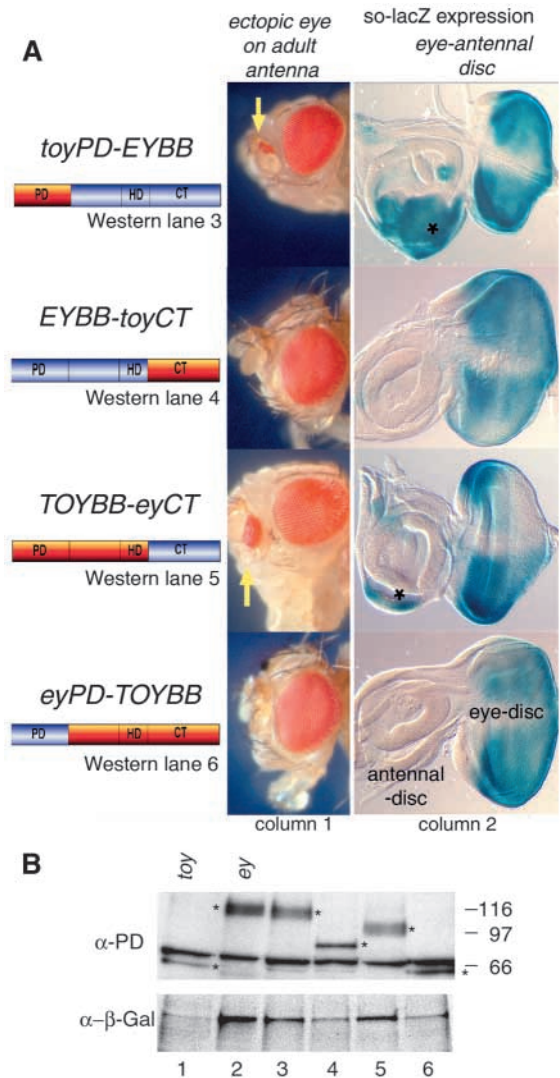 A
ectopic eye
on adult
antenna
so-lacZ expression
eye-antennal
disc
toyPD-EYBB
PD HD CT
Western lane 3
*
EYBB-toyCT
PD HD CT
Western lane 4
TOYBB-eyCT
PD HD CT
Western lane 5
*
eyPD-TOYBB
PD HD CT
Western lane 6
eye-disc
antennal
-disc
column 1
column 2
B
toy
ey
α-PD
* * * * * *
–116
97
– 66
α–β-Gal
1 2 3 4 5 6